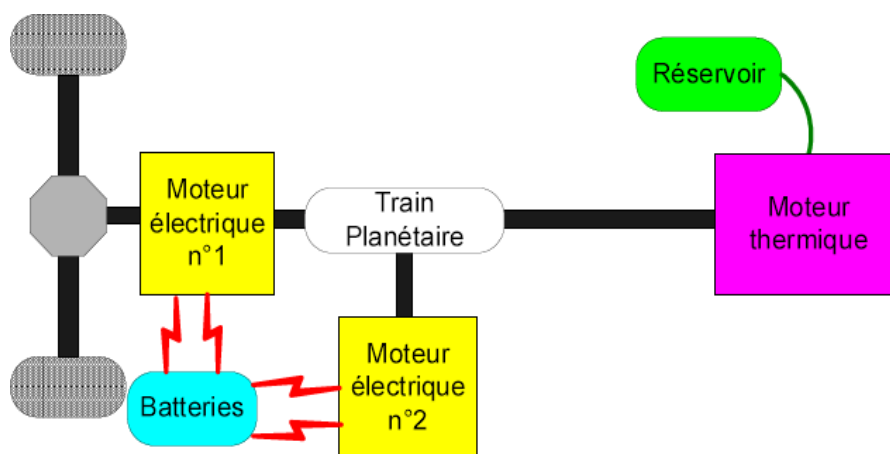 Réservoir
Moteur
électrique
n°1
Train
Planétaire
Moteur
thermique
Batteries
Moteur
électrique
n°2